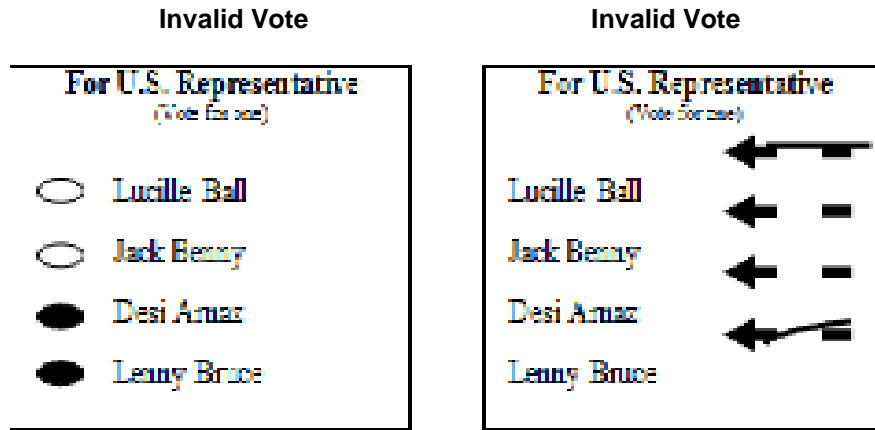 Invalid Vote
For U.S. Representative
(Vote for one)
Lucille Ball
Jack Benny
Desi Arnaz
Lenny Bruce
Invalid Vote
For U.S. Representative
(Vote for one)
Lucille Ball
Jack Benny
Desi Arnaz
Lenny Bruce